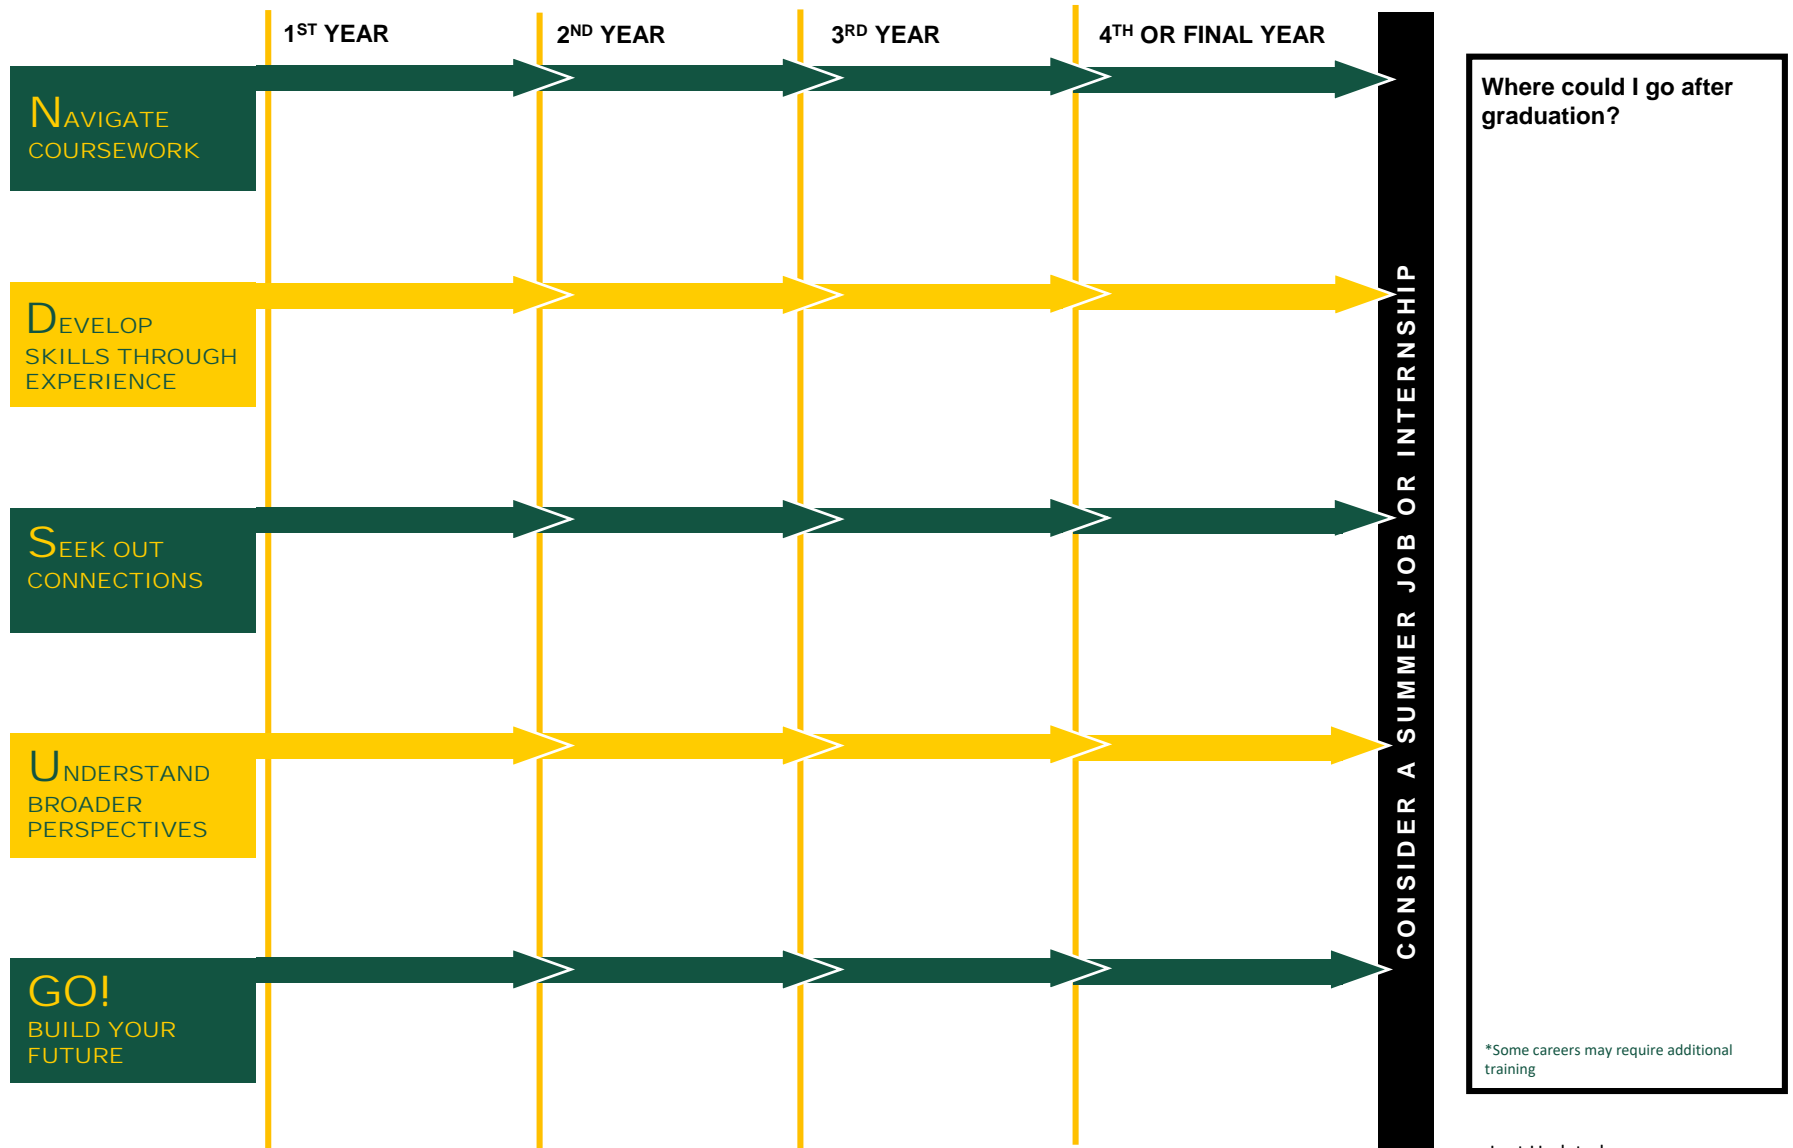 1ST YEAR
2ND YEAR
3RD YEAR
4TH OR FINAL YEAR
NAVIGATE
COURSEWORK
DEVELOP
SKILLS THROUGH
EXPERIENCE
SEEK OUT
CONNECTIONS
UNDERSTAND
BROADER
PERSPECTIVES
GO!
BUILD YOUR
FUTURE
CONSIDER A SUMMER JOB OR INTERNSHIP
Where could I go after
graduation?
*Some careers may require additional
training